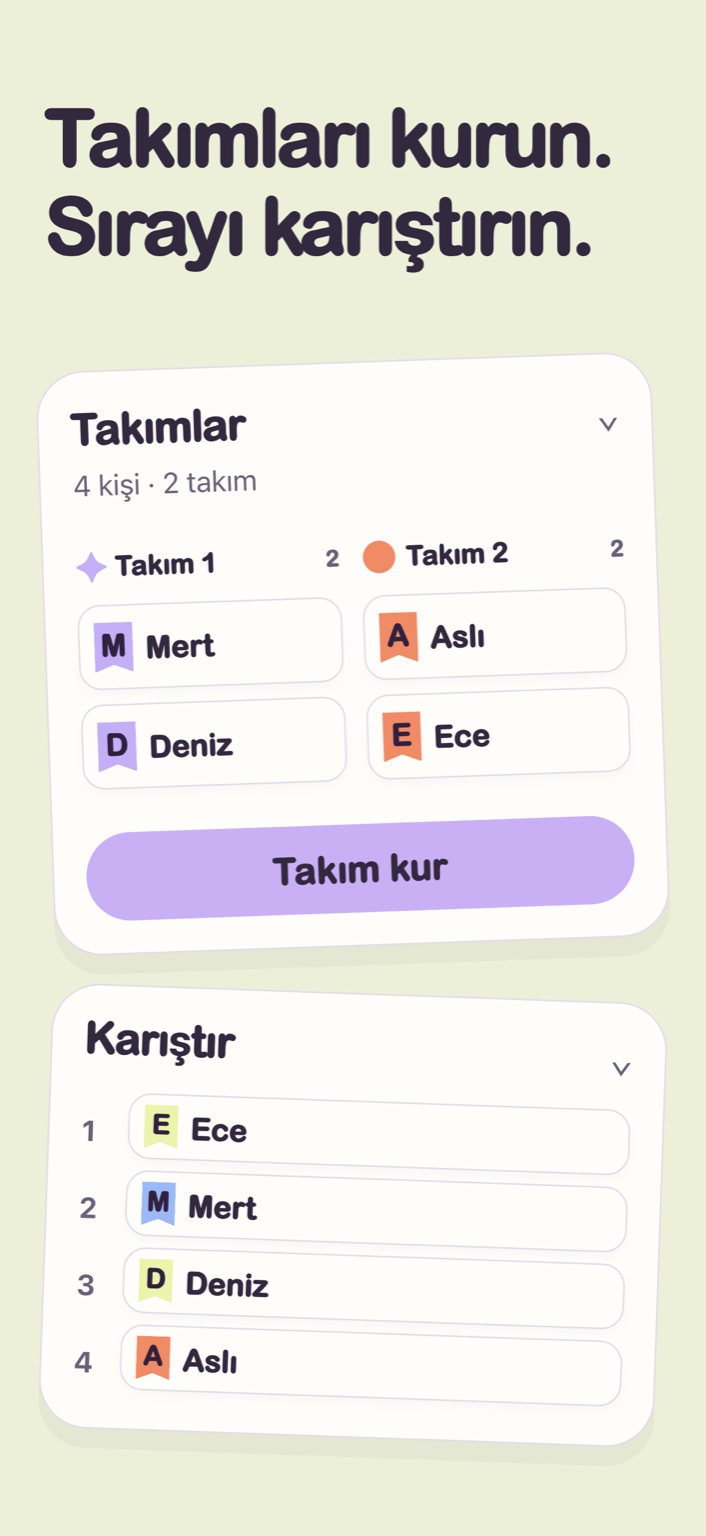 Takımları kurun.
Sırayı karıştırın.
Takımlar
4 kişi · 2 takım
Takım 1 2
Takım 2 2
M Mert
A Aslı
D Deniz
E Ece
Takım kur
Karıştır
1 E Ece
2 M Mert
3 D Deniz
4 A Aslı